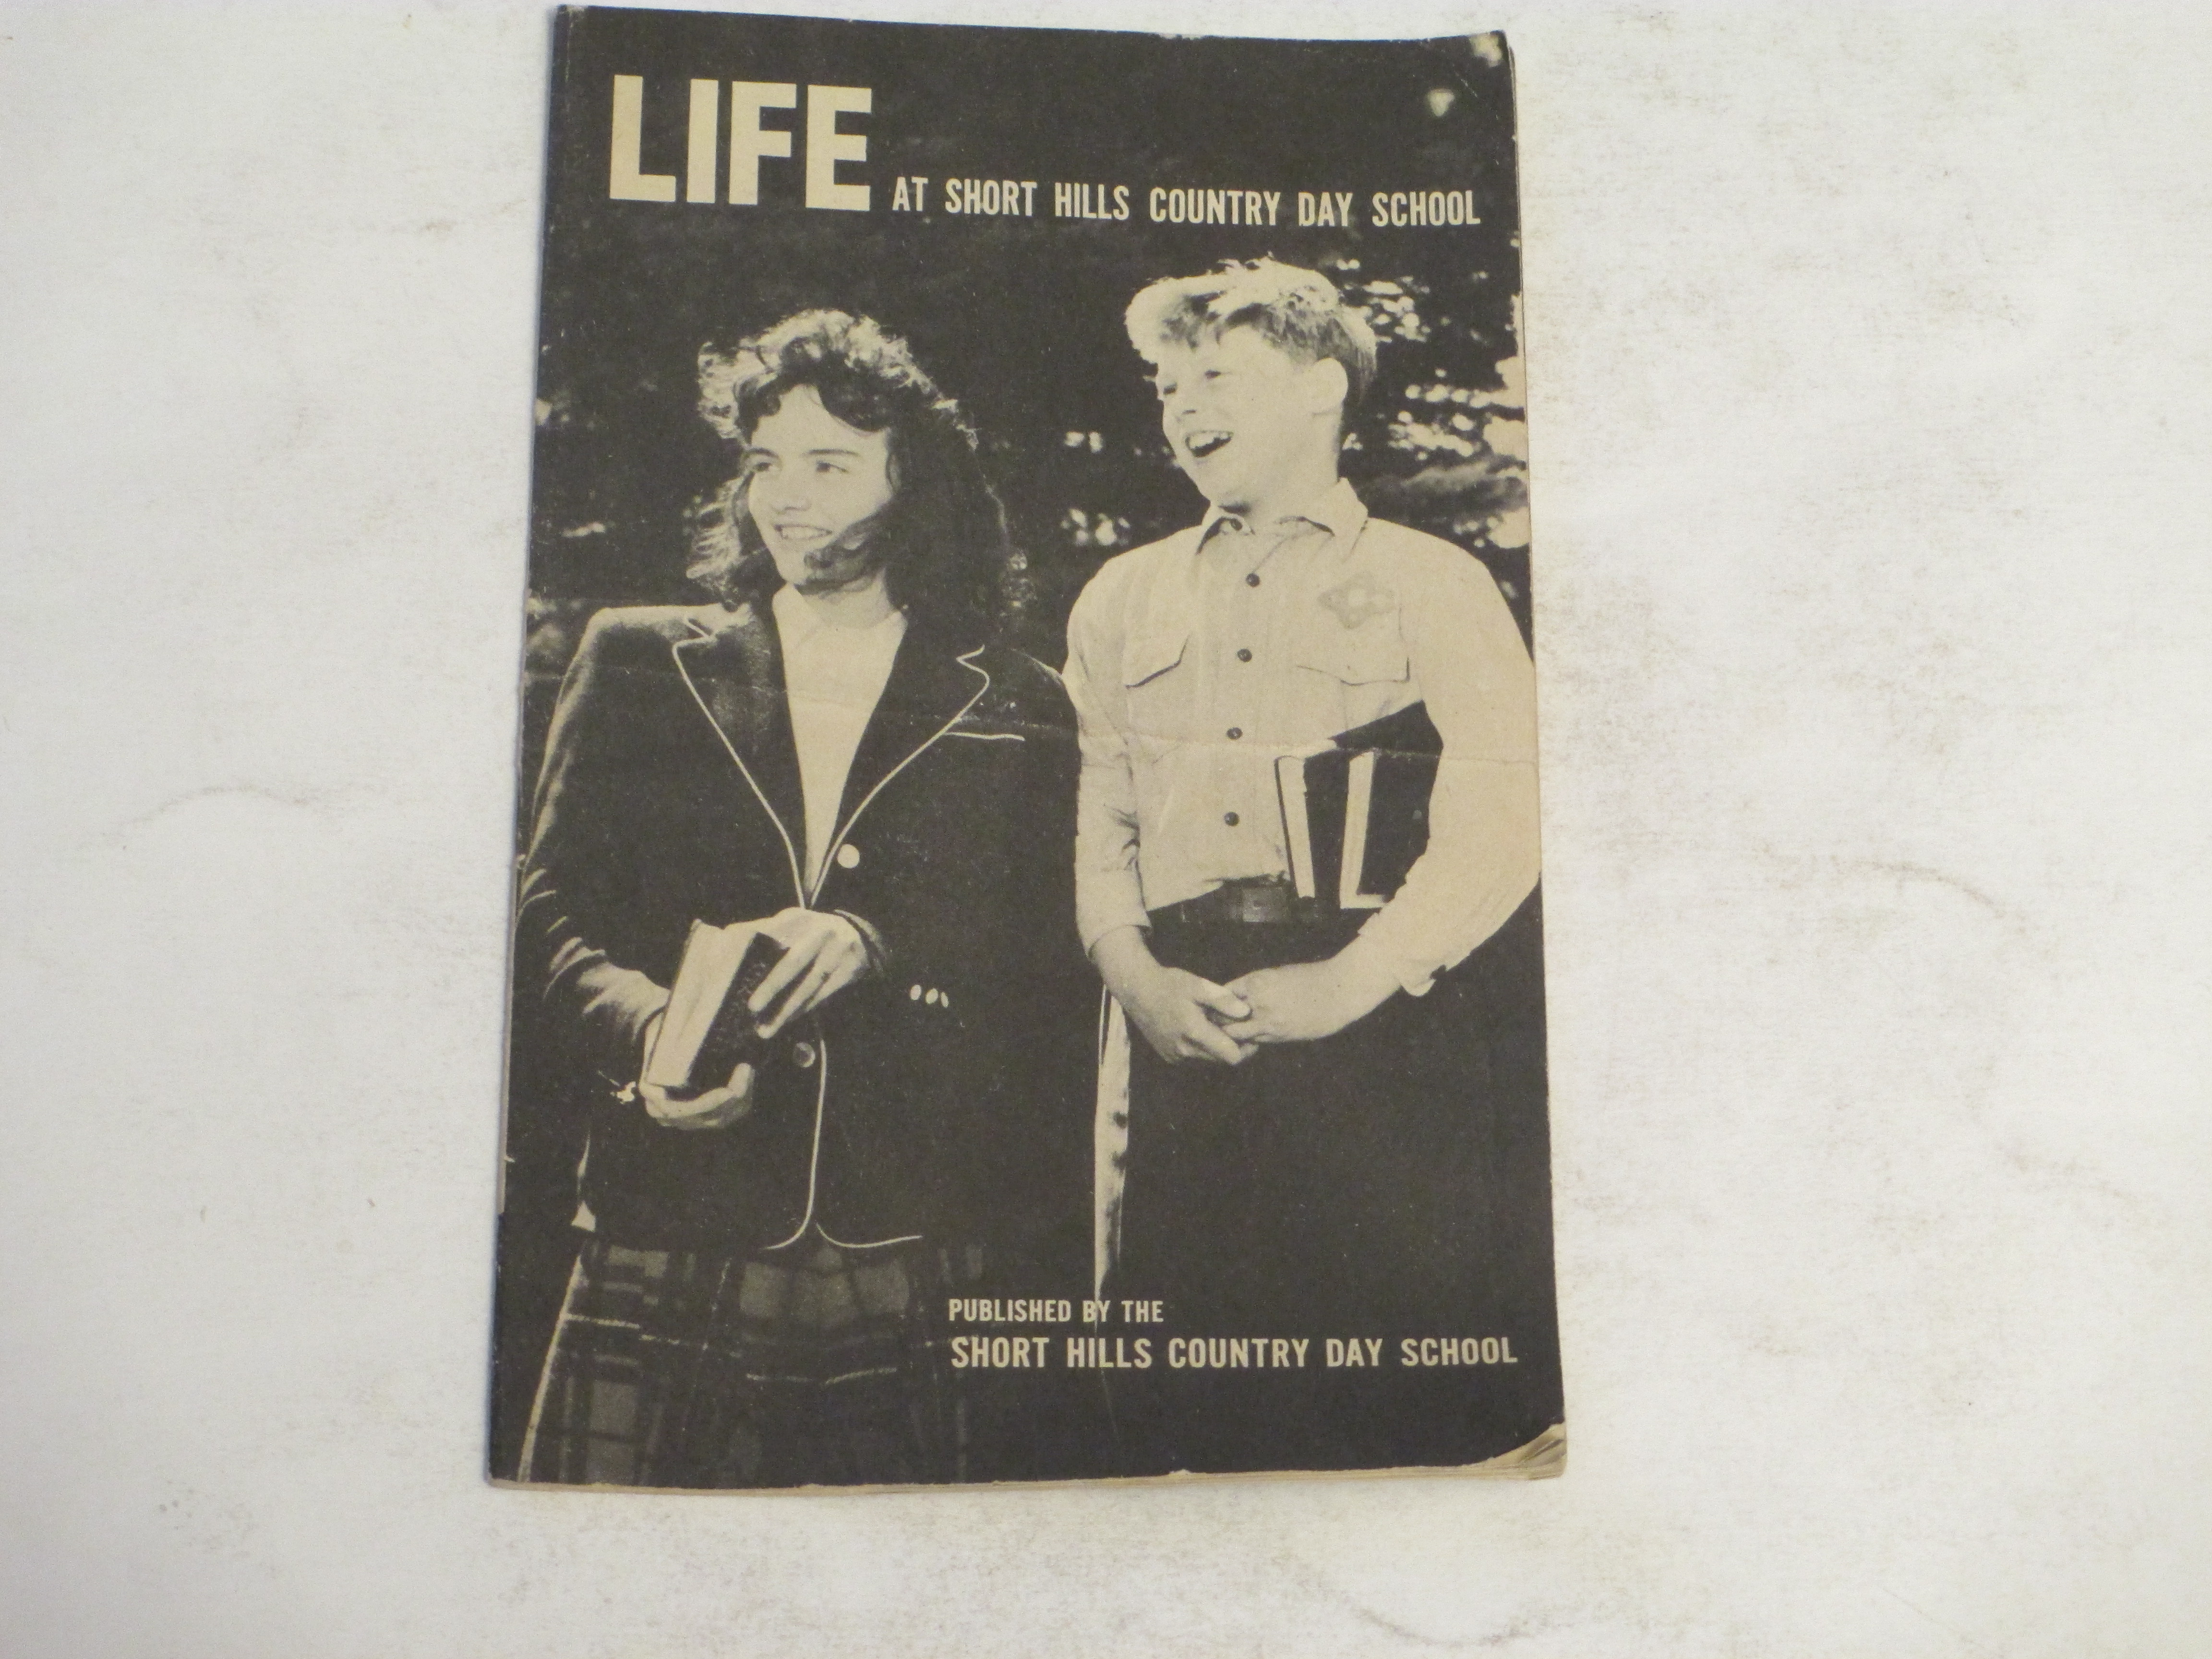 LIFE AT SHORT HILLS COUNTRY DAY SCHOOL
PUBLISHED BY THE
SHORT HILLS COUNTRY DAY SCHOOL